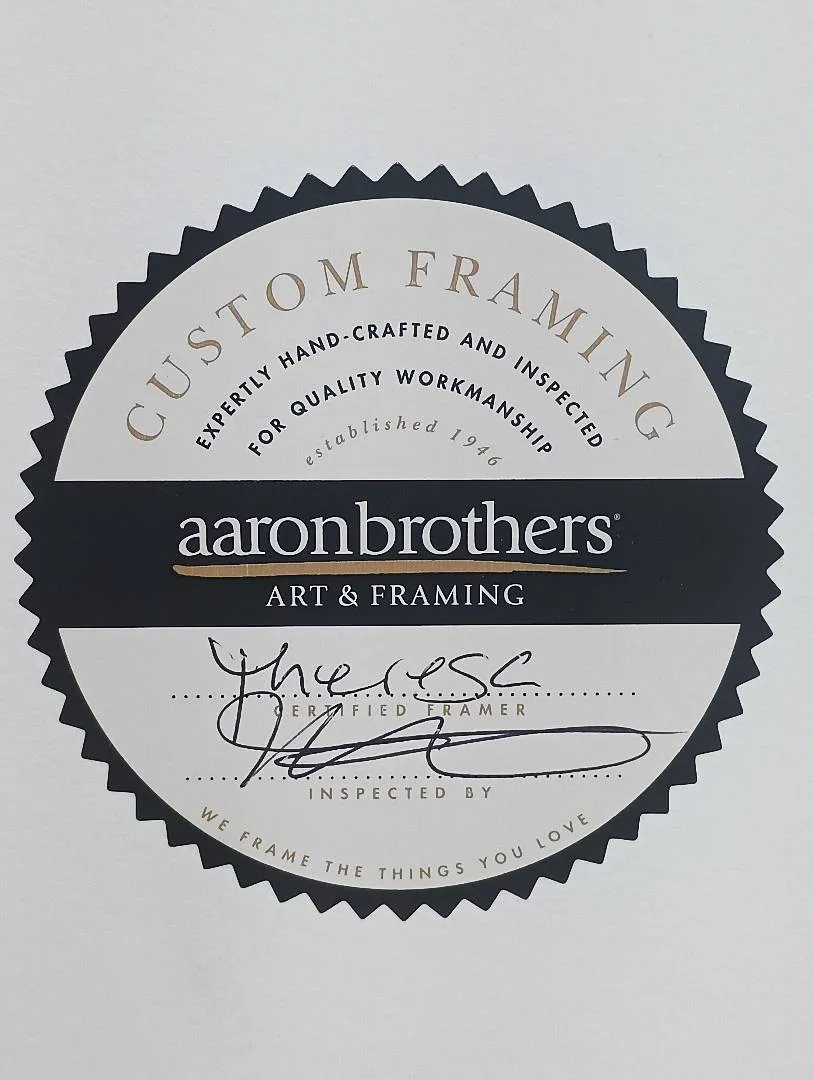 CUSTOM FRAMING
EXPERTLY HAND-CRAFTED AND INSPECTED
FOR QUALITY WORKMANSHIP
established 1946
aaronbrothers®
ART & FRAMING
Theresa
CERTIFIED FRAMER
INSPECTED BY
WE FRAME THE THINGS YOU LOVE